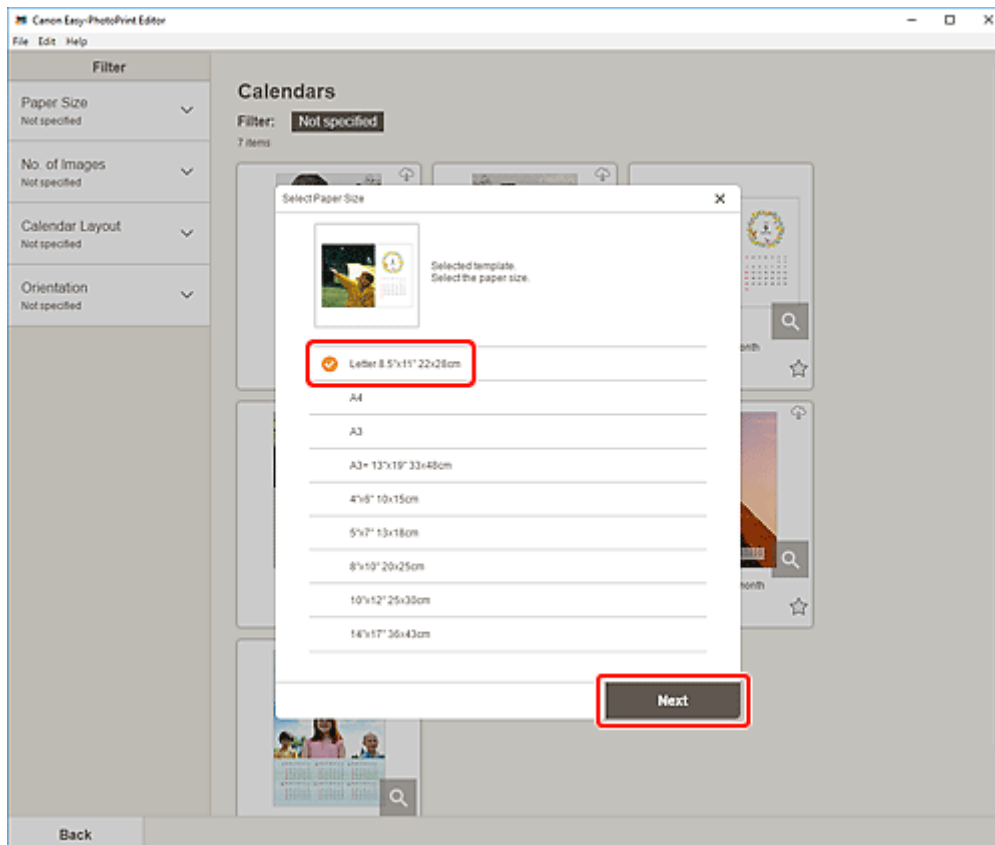 Canon Easy-PhotoPrint Editor
File Edit Help
Filter
Paper Size
Not specified
No. of Images
Not specified
Calendar Layout
Not specified
Orientation
Not specified
Calendars
Filter: Not specified
7 items
Select Paper Size
Selected template.
Select the paper size.
Letter 8.5"x11" 22x28cm
A4
A3
A3+ 13"x19" 33x48cm
4"x6" 10x15cm
5"x7" 13x18cm
8"x10" 20x25cm
10"x12" 25x30cm
14"x17" 36x43cm
Next
onth
month
Back